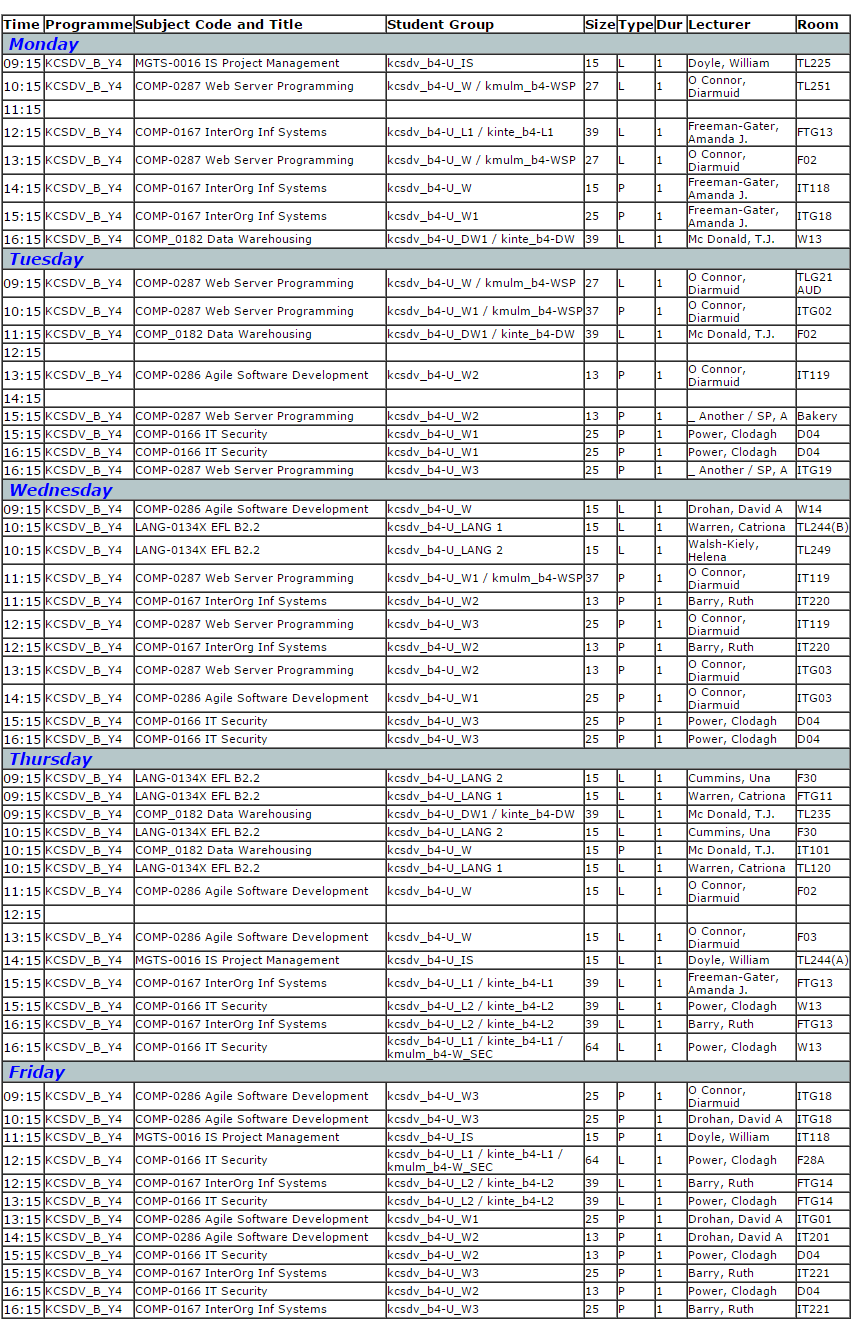 Time Programme Subject Code and Title Student Group Size Type Dur Lecturer Room
Monday
09:15 KCSDV_B_Y4 MGTS-0016 IS Project Management kcsdv_b4-U_IS 15 L 1 Doyle, William TL225
10:15 KCSDV_B_Y4 COMP-0287 Web Server Programming kcsdv_b4-U_W / kmulm_b4-WSP 27 L 1 O Connor, Diarmuid TL251
11:15
12:15 KCSDV_B_Y4 COMP-0167 InterOrg Inf Systems kcsdv_b4-U_L1 / kinte_b4-L1 39 L 1 Freeman-Gater, Amanda J. FTG13
13:15 KCSDV_B_Y4 COMP-0287 Web Server Programming kcsdv_b4-U_W / kmulm_b4-WSP 27 L 1 O Connor, Diarmuid F02
14:15 KCSDV_B_Y4 COMP-0167 InterOrg Inf Systems kcsdv_b4-U_W 15 P 1 Freeman-Gater, Amanda J. IT118
15:15 KCSDV_B_Y4 COMP-0167 InterOrg Inf Systems kcsdv_b4-U_W1 25 P 1 Freeman-Gater, Amanda J. ITG18
16:15 KCSDV_B_Y4 COMP_0182 Data Warehousing kcsdv_b4-U_DW1 / kinte_b4-DW 39 L 1 Mc Donald, T.J. W13
Tuesday
09:15 KCSDV_B_Y4 COMP-0287 Web Server Programming kcsdv_b4-U_W / kmulm_b4-WSP 27 L 1 O Connor, Diarmuid TLG21 AUD
10:15 KCSDV_B_Y4 COMP-0287 Web Server Programming kcsdv_b4-U_W1 / kmulm_b4-WSP 37 P 1 O Connor, Diarmuid ITG02
11:15 KCSDV_B_Y4 COMP_0182 Data Warehousing kcsdv_b4-U_DW1 / kinte_b4-DW 39 L 1 Mc Donald, T.J. F02
12:15
13:15 KCSDV_B_Y4 COMP-0286 Agile Software Development kcsdv_b4-U_W2 13 P 1 O Connor, Diarmuid IT119
14:15
15:15 KCSDV_B_Y4 COMP-0287 Web Server Programming kcsdv_b4-U_W2 13 P 1 _ Another / SP, A Bakery
15:15 KCSDV_B_Y4 COMP-0166 IT Security kcsdv_b4-U_W1 25 P 1 Power, Clodagh D04
16:15 KCSDV_B_Y4 COMP-0166 IT Security kcsdv_b4-U_W1 25 P 1 Power, Clodagh D04
16:15 KCSDV_B_Y4 COMP-0287 Web Server Programming kcsdv_b4-U_W3 25 P 1 _ Another / SP, A ITG19
Wednesday
09:15 KCSDV_B_Y4 COMP-0286 Agile Software Development kcsdv_b4-U_W 15 L 1 Drohan, David A W14
10:15 KCSDV_B_Y4 LANG-0134X EFL B2.2 kcsdv_b4-U_LANG 1 15 L 1 Warren, Catriona TL244(B)
10:15 KCSDV_B_Y4 LANG-0134X EFL B2.2 kcsdv_b4-U_LANG 2 15 L 1 Walsh-Kiely, Helena TL249
11:15 KCSDV_B_Y4 COMP-0287 Web Server Programming kcsdv_b4-U_W1 / kmulm_b4-WSP 37 P 1 O Connor, Diarmuid IT119
11:15 KCSDV_B_Y4 COMP-0167 InterOrg Inf Systems kcsdv_b4-U_W2 13 P 1 Barry, Ruth IT220
12:15 KCSDV_B_Y4 COMP-0287 Web Server Programming kcsdv_b4-U_W3 25 P 1 O Connor, Diarmuid IT119
12:15 KCSDV_B_Y4 COMP-0167 InterOrg Inf Systems kcsdv_b4-U_W2 13 P 1 Barry, Ruth IT220
13:15 KCSDV_B_Y4 COMP-0287 Web Server Programming kcsdv_b4-U_W2 13 P 1 O Connor, Diarmuid ITG03
14:15 KCSDV_B_Y4 COMP-0286 Agile Software Development kcsdv_b4-U_W1 25 P 1 O Connor, Diarmuid ITG03
15:15 KCSDV_B_Y4 COMP-0166 IT Security kcsdv_b4-U_W3 25 P 1 Power, Clodagh D04
16:15 KCSDV_B_Y4 COMP-0166 IT Security kcsdv_b4-U_W3 25 P 1 Power, Clodagh D04
Thursday
09:15 KCSDV_B_Y4 LANG-0134X EFL B2.2 kcsdv_b4-U_LANG 2 15 L 1 Cummins, Una F30
09:15 KCSDV_B_Y4 LANG-0134X EFL B2.2 kcsdv_b4-U_LANG 1 15 L 1 Warren, Catriona FTG11
09:15 KCSDV_B_Y4 COMP_0182 Data Warehousing kcsdv_b4-U_DW1 / kinte_b4-DW 39 L 1 Mc Donald, T.J. TL235
10:15 KCSDV_B_Y4 LANG-0134X EFL B2.2 kcsdv_b4-U_LANG 2 15 L 1 Cummins, Una F30
10:15 KCSDV_B_Y4 COMP_0182 Data Warehousing kcsdv_b4-U_W 15 P 1 Mc Donald, T.J. IT101
10:15 KCSDV_B_Y4 LANG-0134X EFL B2.2 kcsdv_b4-U_LANG 1 15 L 1 Warren, Catriona TL120
11:15 KCSDV_B_Y4 COMP-0286 Agile Software Development kcsdv_b4-U_W 15 L 1 O Connor, Diarmuid F02
12:15
13:15 KCSDV_B_Y4 COMP-0286 Agile Software Development kcsdv_b4-U_W 15 L 1 O Connor, Diarmuid F03
14:15 KCSDV_B_Y4 MGTS-0016 IS Project Management kcsdv_b4-U_IS 15 L 1 Doyle, William TL244(A)
15:15 KCSDV_B_Y4 COMP-0167 InterOrg Inf Systems kcsdv_b4-U_L1 / kinte_b4-L1 39 L 1 Freeman-Gater, Amanda J. FTG13
15:15 KCSDV_B_Y4 COMP-0166 IT Security kcsdv_b4-U_L2 / kinte_b4-L2 39 L 1 Power, Clodagh W13
16:15 KCSDV_B_Y4 COMP-0167 InterOrg Inf Systems kcsdv_b4-U_L2 / kinte_b4-L2 39 L 1 Barry, Ruth FTG13
16:15 KCSDV_B_Y4 COMP-0166 IT Security kcsdv_b4-U_L1 / kinte_b4-L1 / kmulm_b4-W_SEC 64 L 1 Power, Clodagh W13
Friday
09:15 KCSDV_B_Y4 COMP-0286 Agile Software Development kcsdv_b4-U_W3 25 P 1 O Connor, Diarmuid ITG18
10:15 KCSDV_B_Y4 COMP-0286 Agile Software Development kcsdv_b4-U_W3 25 P 1 Drohan, David A ITG18
11:15 KCSDV_B_Y4 MGTS-0016 IS Project Management kcsdv_b4-U_IS 15 P 1 Doyle, William IT118
12:15 KCSDV_B_Y4 COMP-0166 IT Security kcsdv_b4-U_L1 / kinte_b4-L1 / kmulm_b4-W_SEC 64 L 1 Power, Clodagh F28A
12:15 KCSDV_B_Y4 COMP-0167 InterOrg Inf Systems kcsdv_b4-U_L2 / kinte_b4-L2 39 L 1 Barry, Ruth FTG14
13:15 KCSDV_B_Y4 COMP-0166 IT Security kcsdv_b4-U_L2 / kinte_b4-L2 39 L 1 Power, Clodagh FTG14
13:15 KCSDV_B_Y4 COMP-0286 Agile Software Development kcsdv_b4-U_W1 25 P 1 Drohan, David A ITG01
14:15 KCSDV_B_Y4 COMP-0286 Agile Software Development kcsdv_b4-U_W2 13 P 1 Drohan, David A IT201
15:15 KCSDV_B_Y4 COMP-0166 IT Security kcsdv_b4-U_W2 13 P 1 Power, Clodagh D04
15:15 KCSDV_B_Y4 COMP-0167 InterOrg Inf Systems kcsdv_b4-U_W3 25 P 1 Barry, Ruth IT221
16:15 KCSDV_B_Y4 COMP-0166 IT Security kcsdv_b4-U_W2 13 P 1 Power, Clodagh D04
16:15 KCSDV_B_Y4 COMP-0167 InterOrg Inf Systems kcsdv_b4-U_W3 25 P 1 Barry, Ruth IT221